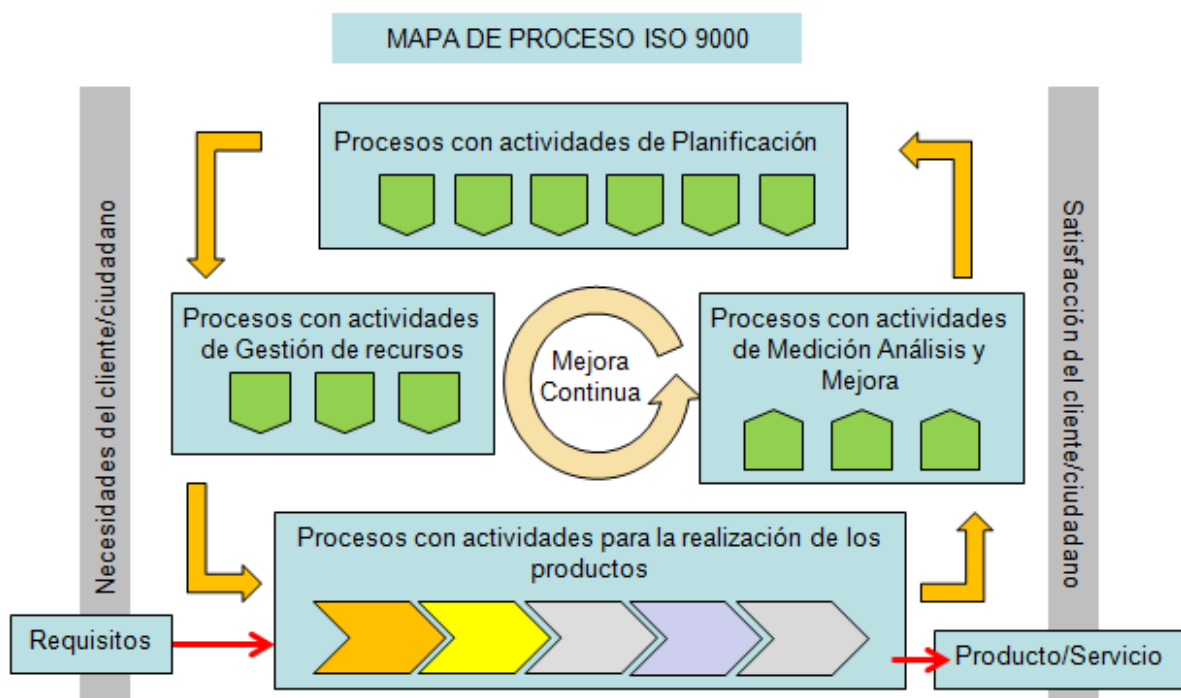 MAPA DE PROCESO ISO 9000
Necesidades del cliente/ciudadano
Procesos con actividades de Planificación
Satisfacción del cliente/ciudadano
Procesos con actividades
de Gestión de recursos
Mejora
Continua
Procesos con actividades
de Medición Análisis y
Mejora
Procesos con actividades para la realización de los
productos
Requisitos
Producto/Servicio